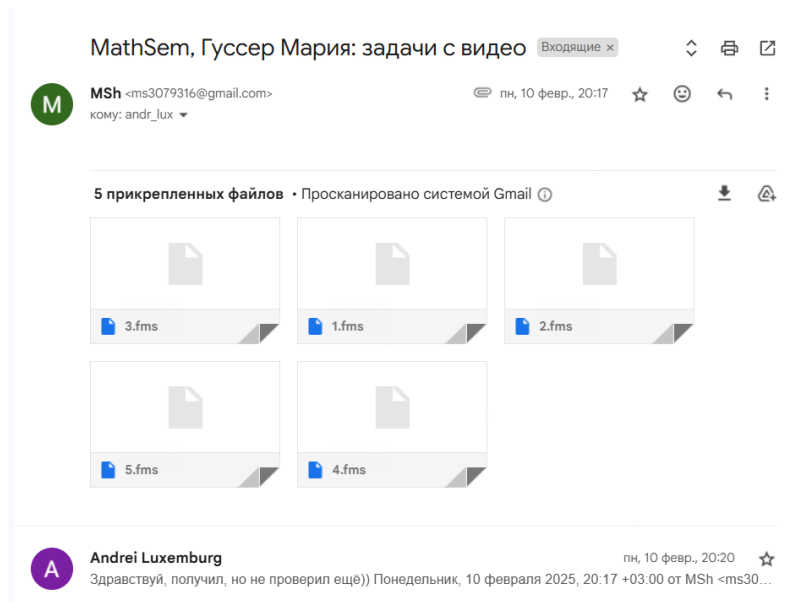 MathSem, Гуссер Мария: задачи с видео Входящие ×
M MSh <ms3079316@gmail.com> пн, 10 февр., 20:17
кому: andr_lux
5 прикрепленных файлов • Просканировано системой Gmail
3.fms 1.fms 2.fms
5.fms 4.fms
A Andrei Luxemburg пн, 10 февр., 20:20
Здравствуй, получил, но не проверил ещё)) Понедельник, 10 февраля 2025, 20:17 +03:00 от MSh <ms30…